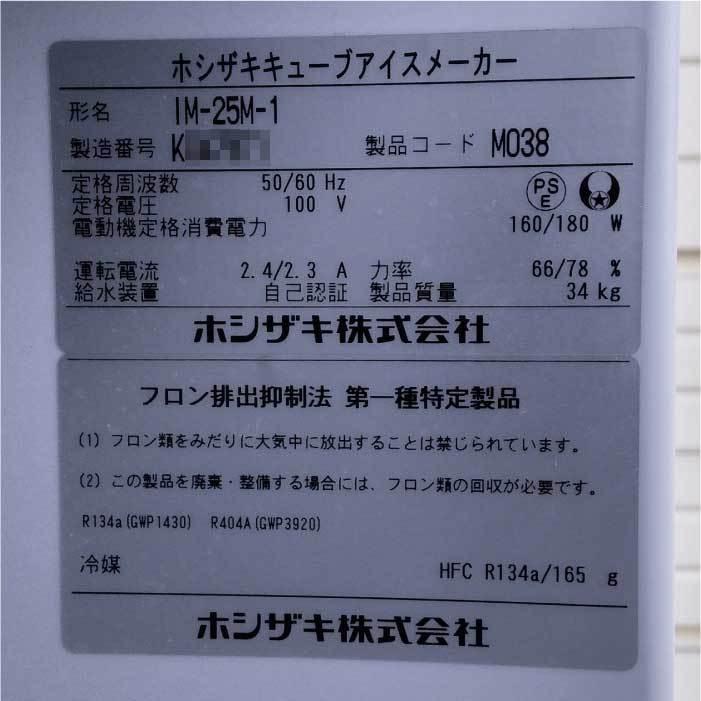 ホシザキキューブアイスメーカー
形名 IM-25M-1
製造番号 K 製品コード M038
定格周波数 50/60 Hz
PS E
定格電圧 100 V
電動機定格消費電力 160/180 W
運転電流 2.4/2.3 A 力率 66/78 %
給水装置 自己認証 製品質量 34 kg
ホシザキ株式会社
フロン排出抑制法 第一種特定製品
(1) フロン類をみだりに大気中に放出することは禁じられています。
(2) この製品を廃棄・整備する場合には、フロン類の回収が必要です。
R134a(GWP1430) R404A(GWP3920)
冷媒 HFC R134a/165 g
ホシザキ株式会社